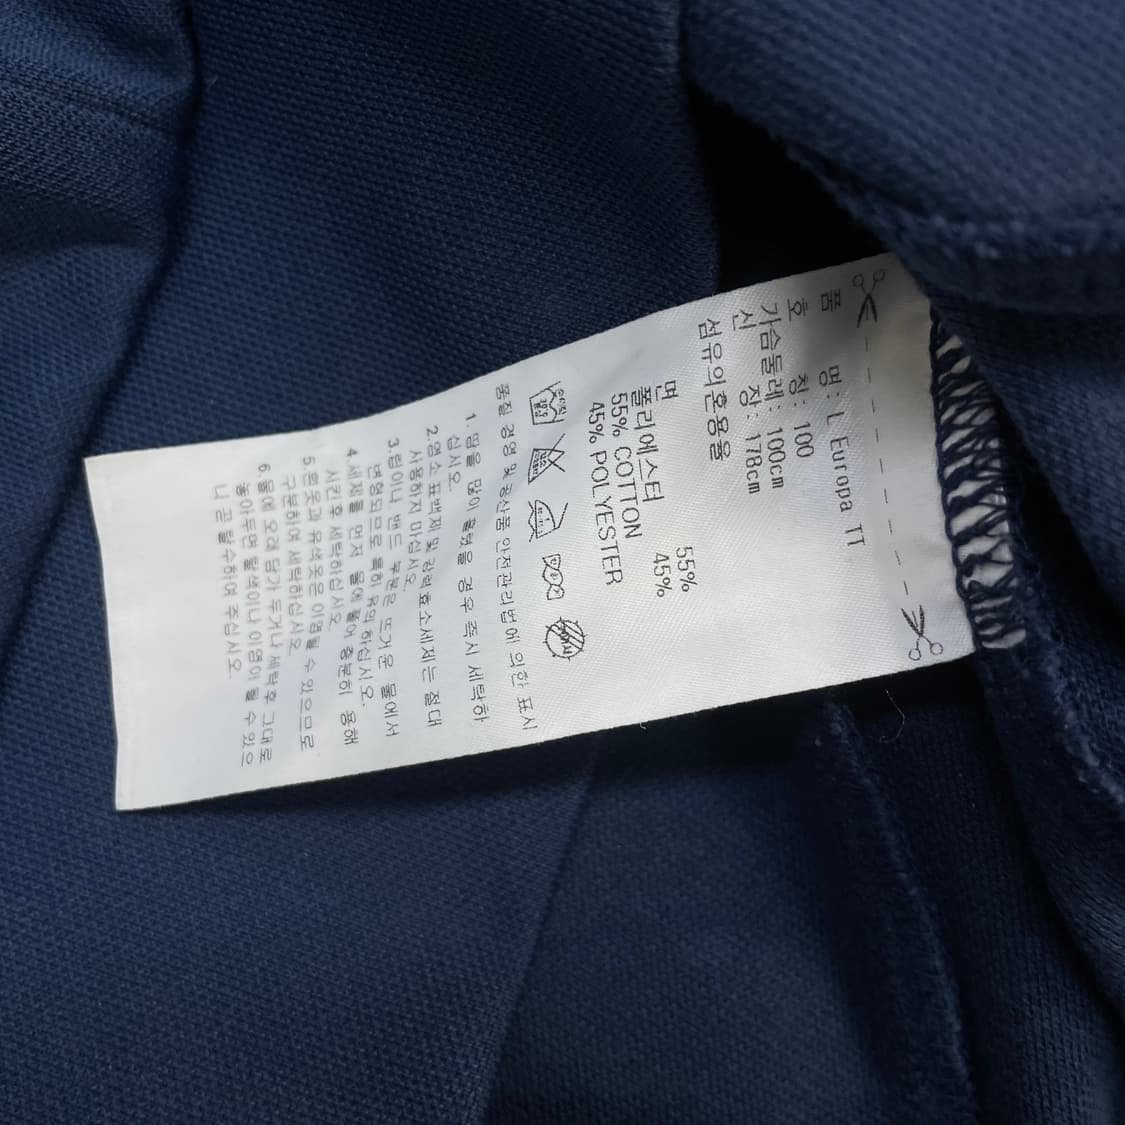 품 명: L Europa TT
호 칭: 100
가슴둘레: 100cm
신 장: 178cm
섬유의혼용율
면 55%
폴리에스터 45%
55% COTTON
45% POLYESTER
품질 경영 및 공산품 안전관리법에 의한 표시
1. 땀을 많이 흘렸을 경우 즉시 세탁하
십시오.
2.염소 표백제 및 강력효소세제는 절대
사용하지 마십시오.
3.핌이나 밴드 부분은 뜨거운 물에서
변형되므로 특히 유의 하십시오.
4.세제를 먼저 물에 풀어 충분히 용해
시킨후 세탁하십시오.
5.흰옷과 유색옷은 이염될 수 있으므로
구분하여 세탁하십시오.
6.물에 오래 담가 두거나 세탁후 그대로
놓아두면 탈색이나 이염이 될 수 있으
니 곧 탈수하여 주십시오.